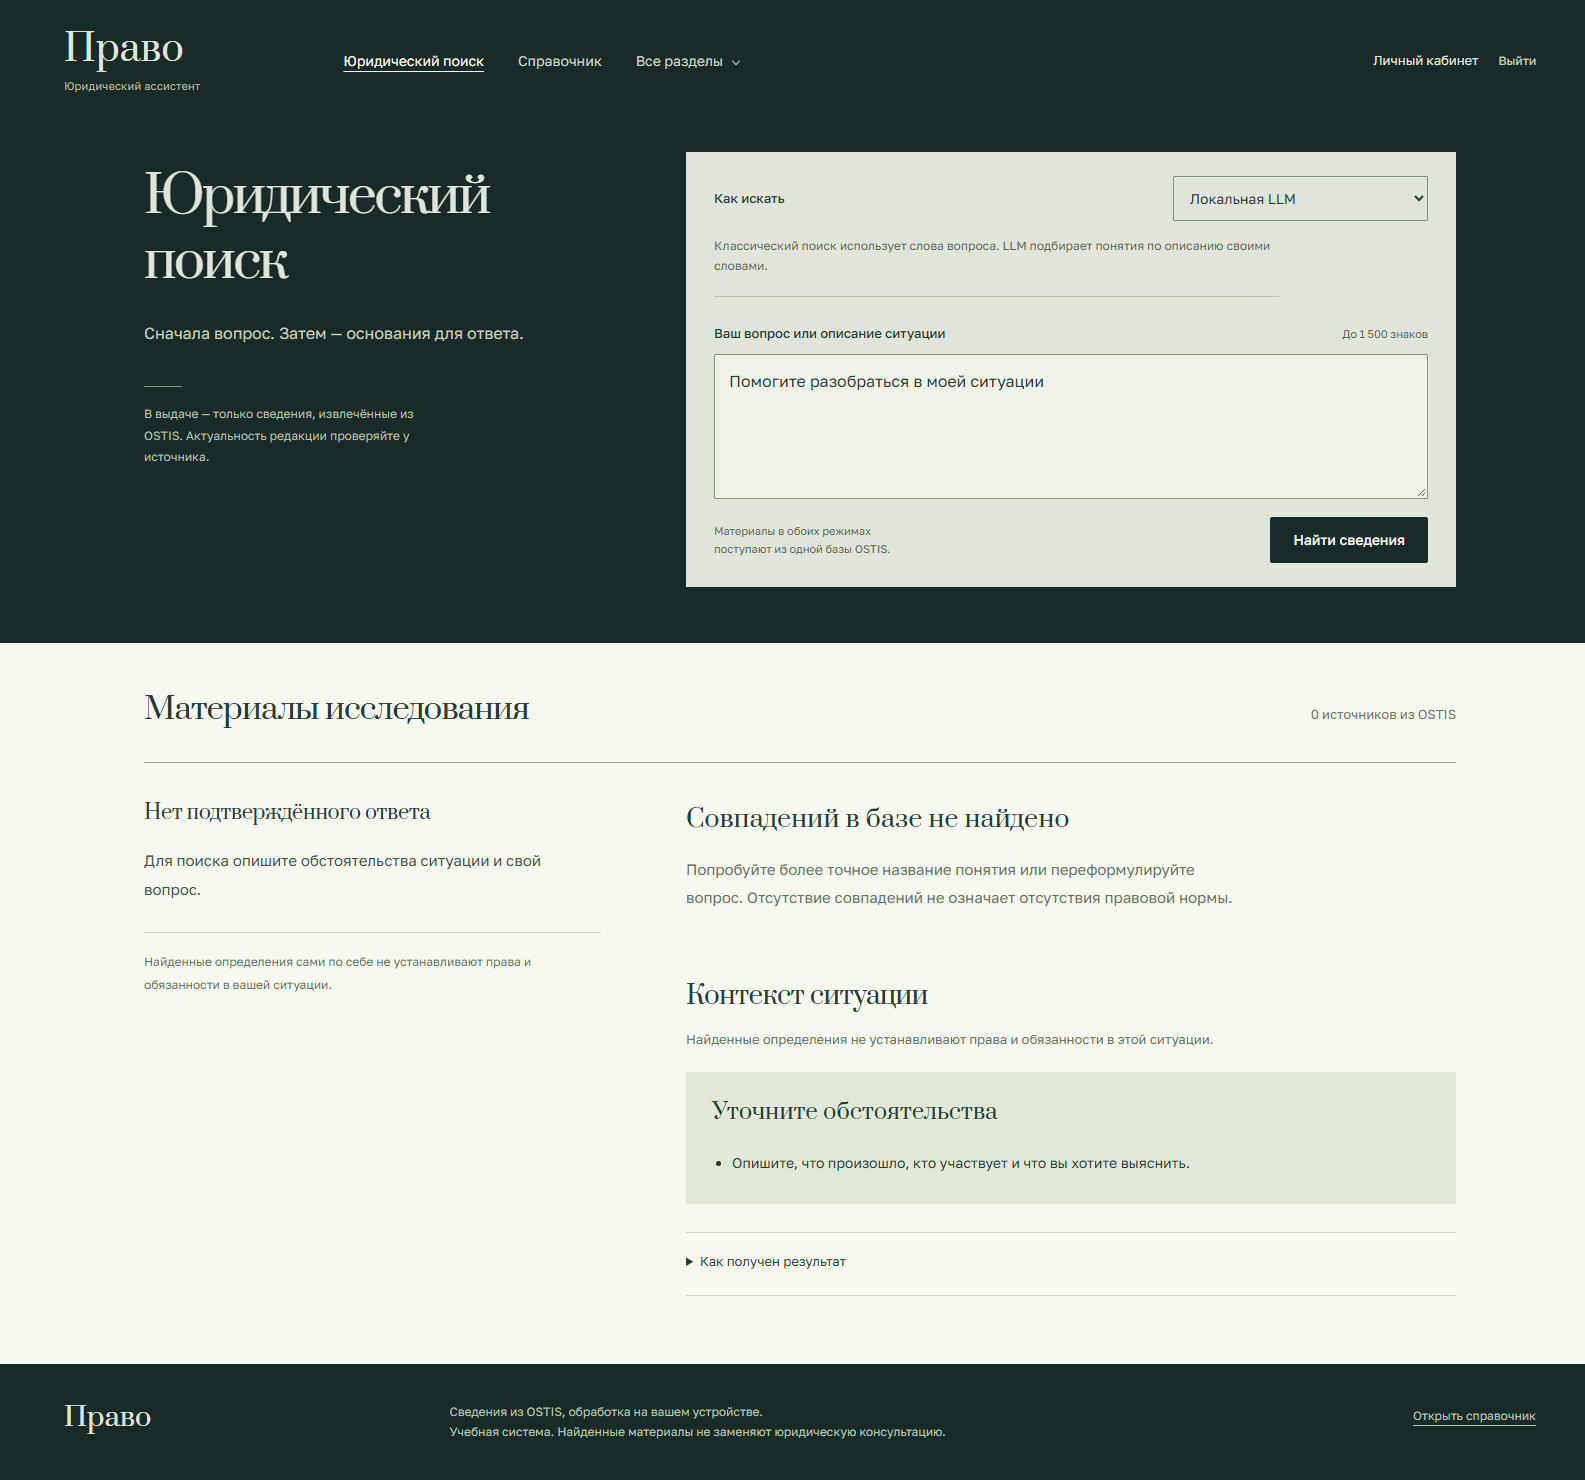 Право
Юридический ассистент
Юридический поиск
Справочник
Все разделы
Личный кабинет
Выйти
Юридический
поиск
Сначала вопрос. Затем — основания для ответа.
В выдаче — только сведения, извлечённые из
OSTIS. Актуальность редакции проверяйте у
источника.
Как искать
Локальная LLM
Классический поиск использует слова вопроса. LLM подбирает понятия по описанию своими
словами.
Ваш вопрос или описание ситуации
До 1 500 знаков
Помогите разобраться в моей ситуации
Материалы в обоих режимах
поступают из одной базы OSTIS.
Найти сведения
Материалы исследования
0 источников из OSTIS
Нет подтверждённого ответа
Для поиска опишите обстоятельства ситуации и свой
вопрос.
Найденные определения сами по себе не устанавливают права и
обязанности в вашей ситуации.
Совпадений в базе не найдено
Попробуйте более точное название понятия или переформулируйте
вопрос. Отсутствие совпадений не означает отсутствия правовой нормы.
Контекст ситуации
Найденные определения не устанавливают права и обязанности в этой ситуации.
Уточните обстоятельства
Опишите, что произошло, кто участвует и что вы хотите выяснить.
Как получен результат
Право
Сведения из OSTIS, обработка на вашем устройстве.
Учебная система. Найденные материалы не заменяют юридическую консультацию.
Открыть справочник